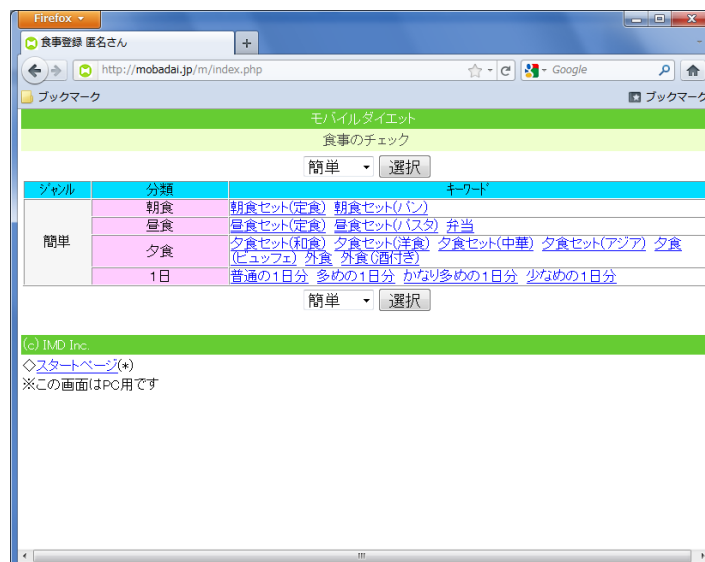 Firefox
食事登録 匿名さん
http://mobadai.jp/m/index.php Google
ブックマーク ブックマーク
モバイルダイエット
食事のチェック
簡単 選択
ジャンル 分類 キーワード
簡単
朝食 朝食セット(定食) 朝食セット(パン)
昼食 昼食セット(定食) 昼食セット(パスタ) 弁当
夕食 夕食セット(和食) 夕食セット(洋食) 夕食セット(中華) 夕食セット(アジア) 夕食
(ビュッフェ) 外食 外食(酒付き)
1日 普通の1日分 多めの1日分 かなり多めの1日分 少なめの1日分
簡単 選択
(c) IMD Inc.
◇スタートページ(*)
※この画面はPC用です